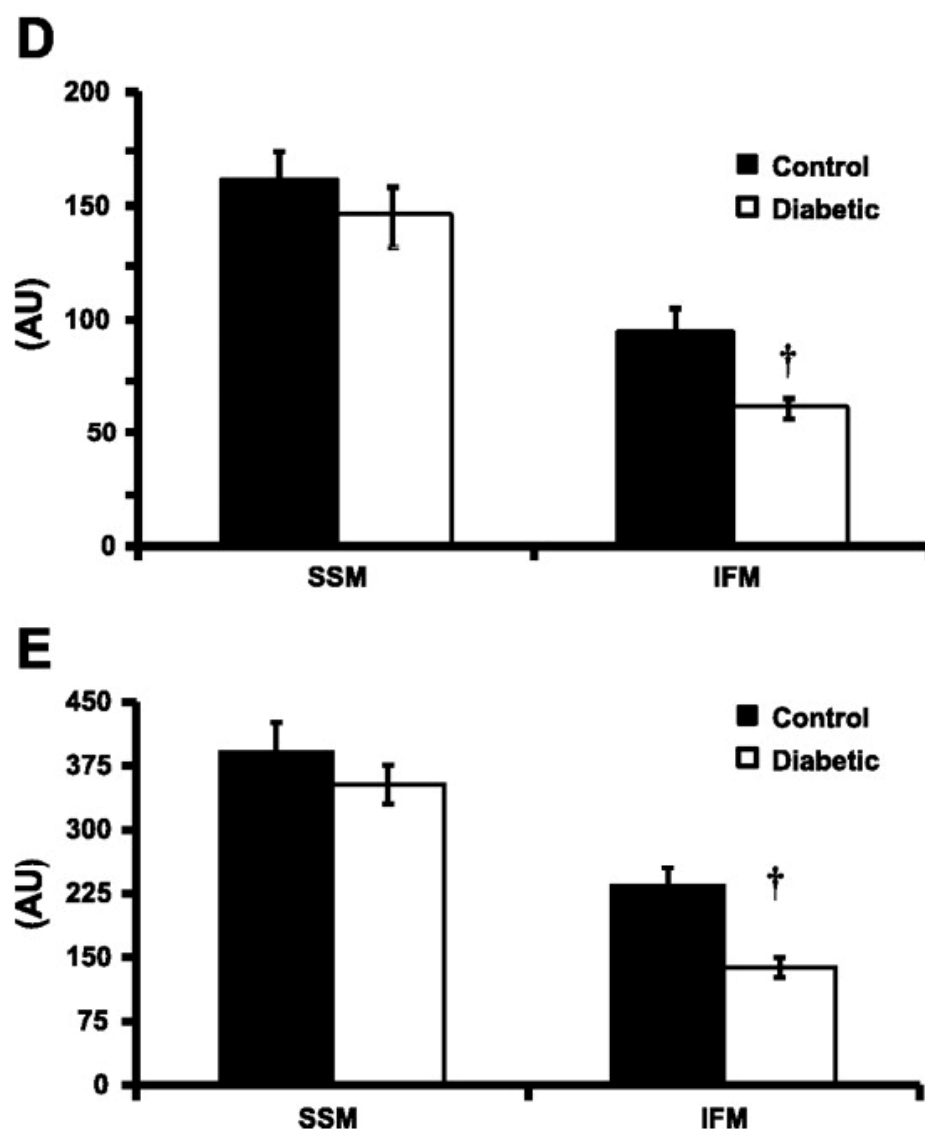 D
200
150
100
50
0
(AU)
Control
Diabetic
†
SSM IFM
E
450
375
300
225
150
75
0
(AU)
Control
Diabetic
†
SSM IFM